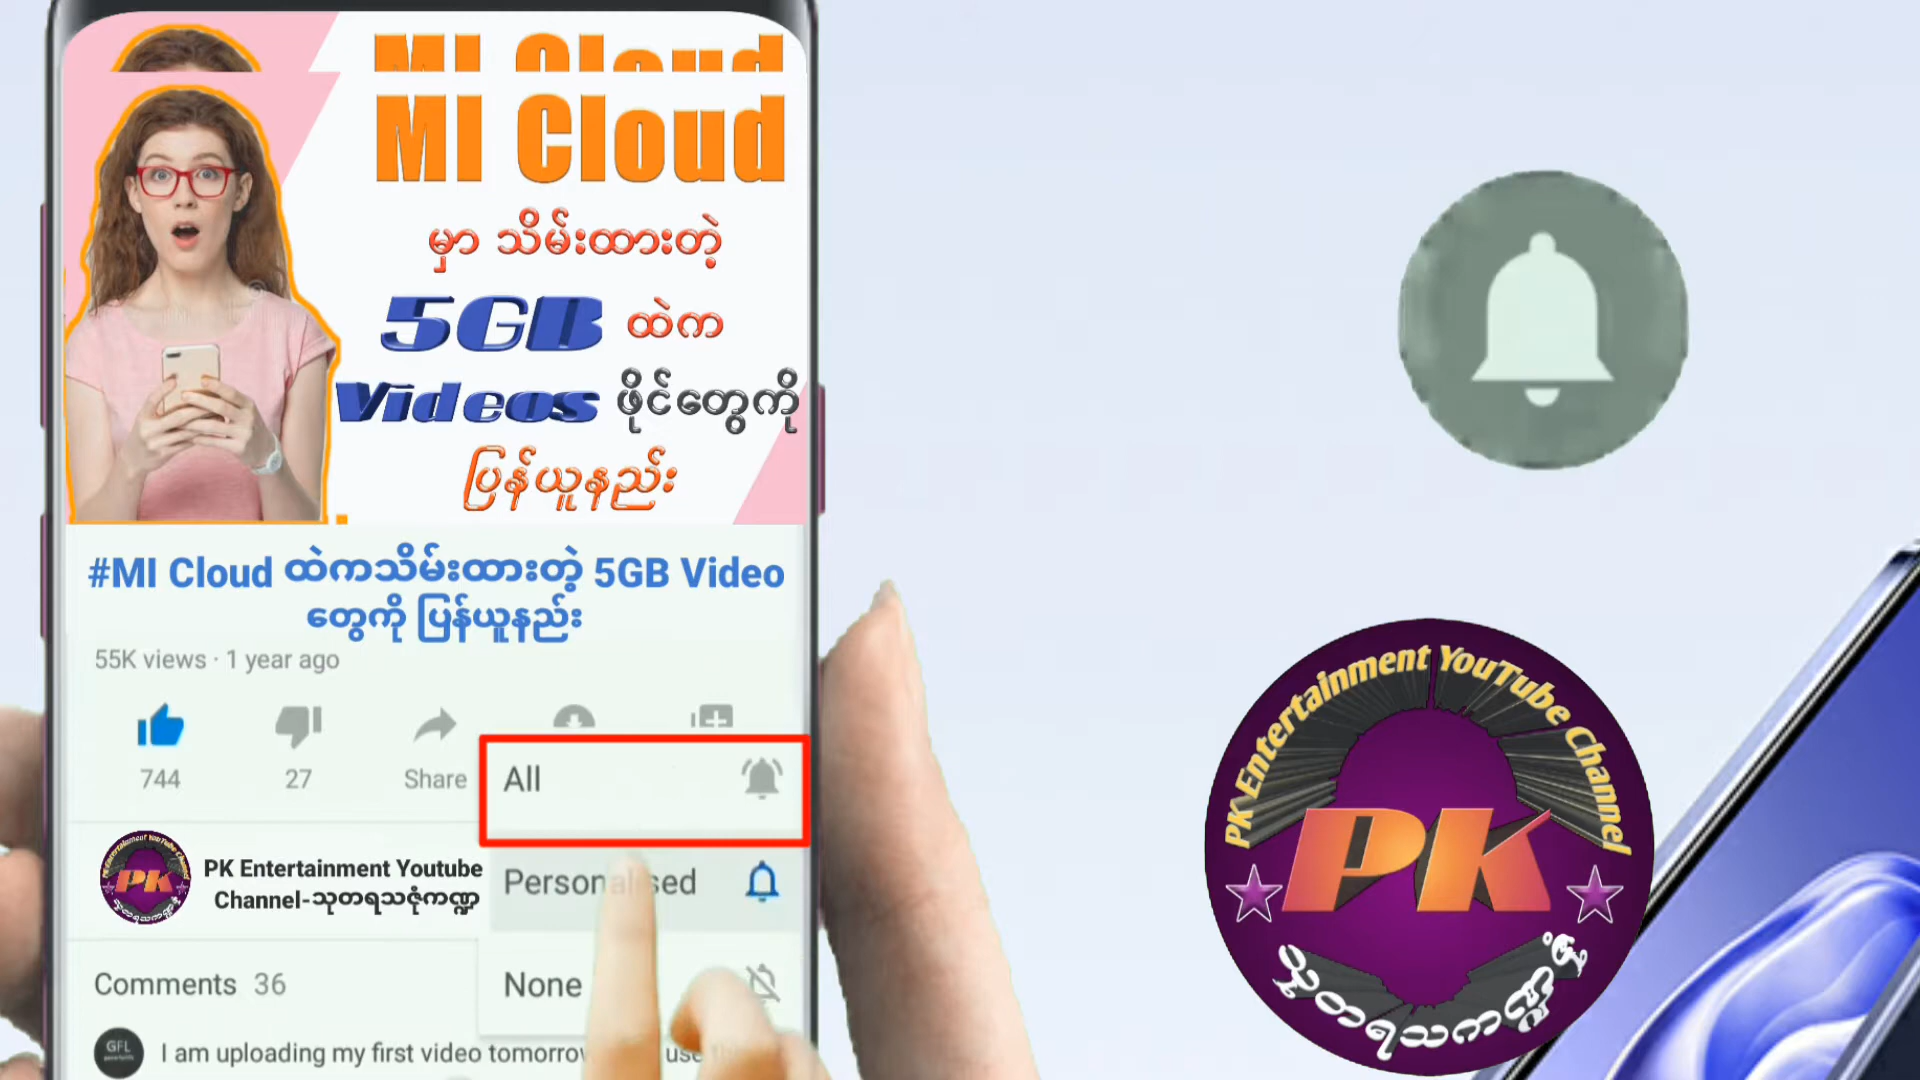 MI Cloud
MI Cloud
မှာ သိမ်းထားတဲ့
5GB ထဲက
Videos ဖိုင်တွေကို
ပြန်ယူနည်း
#MI Cloud ထဲကသိမ်းထားတဲ့ 5GB Video
တွေကို ပြန်ယူနည်း
55K views · 1 year ago
744
27
Share
All
Personalised
None
PK Entertainment Youtube
Channel-သုတရသဇုံကဏ္ဍ
Comments 36
GFL
I am uploading my first video tomorrow
PK Entertainment YouTube Channel
PK